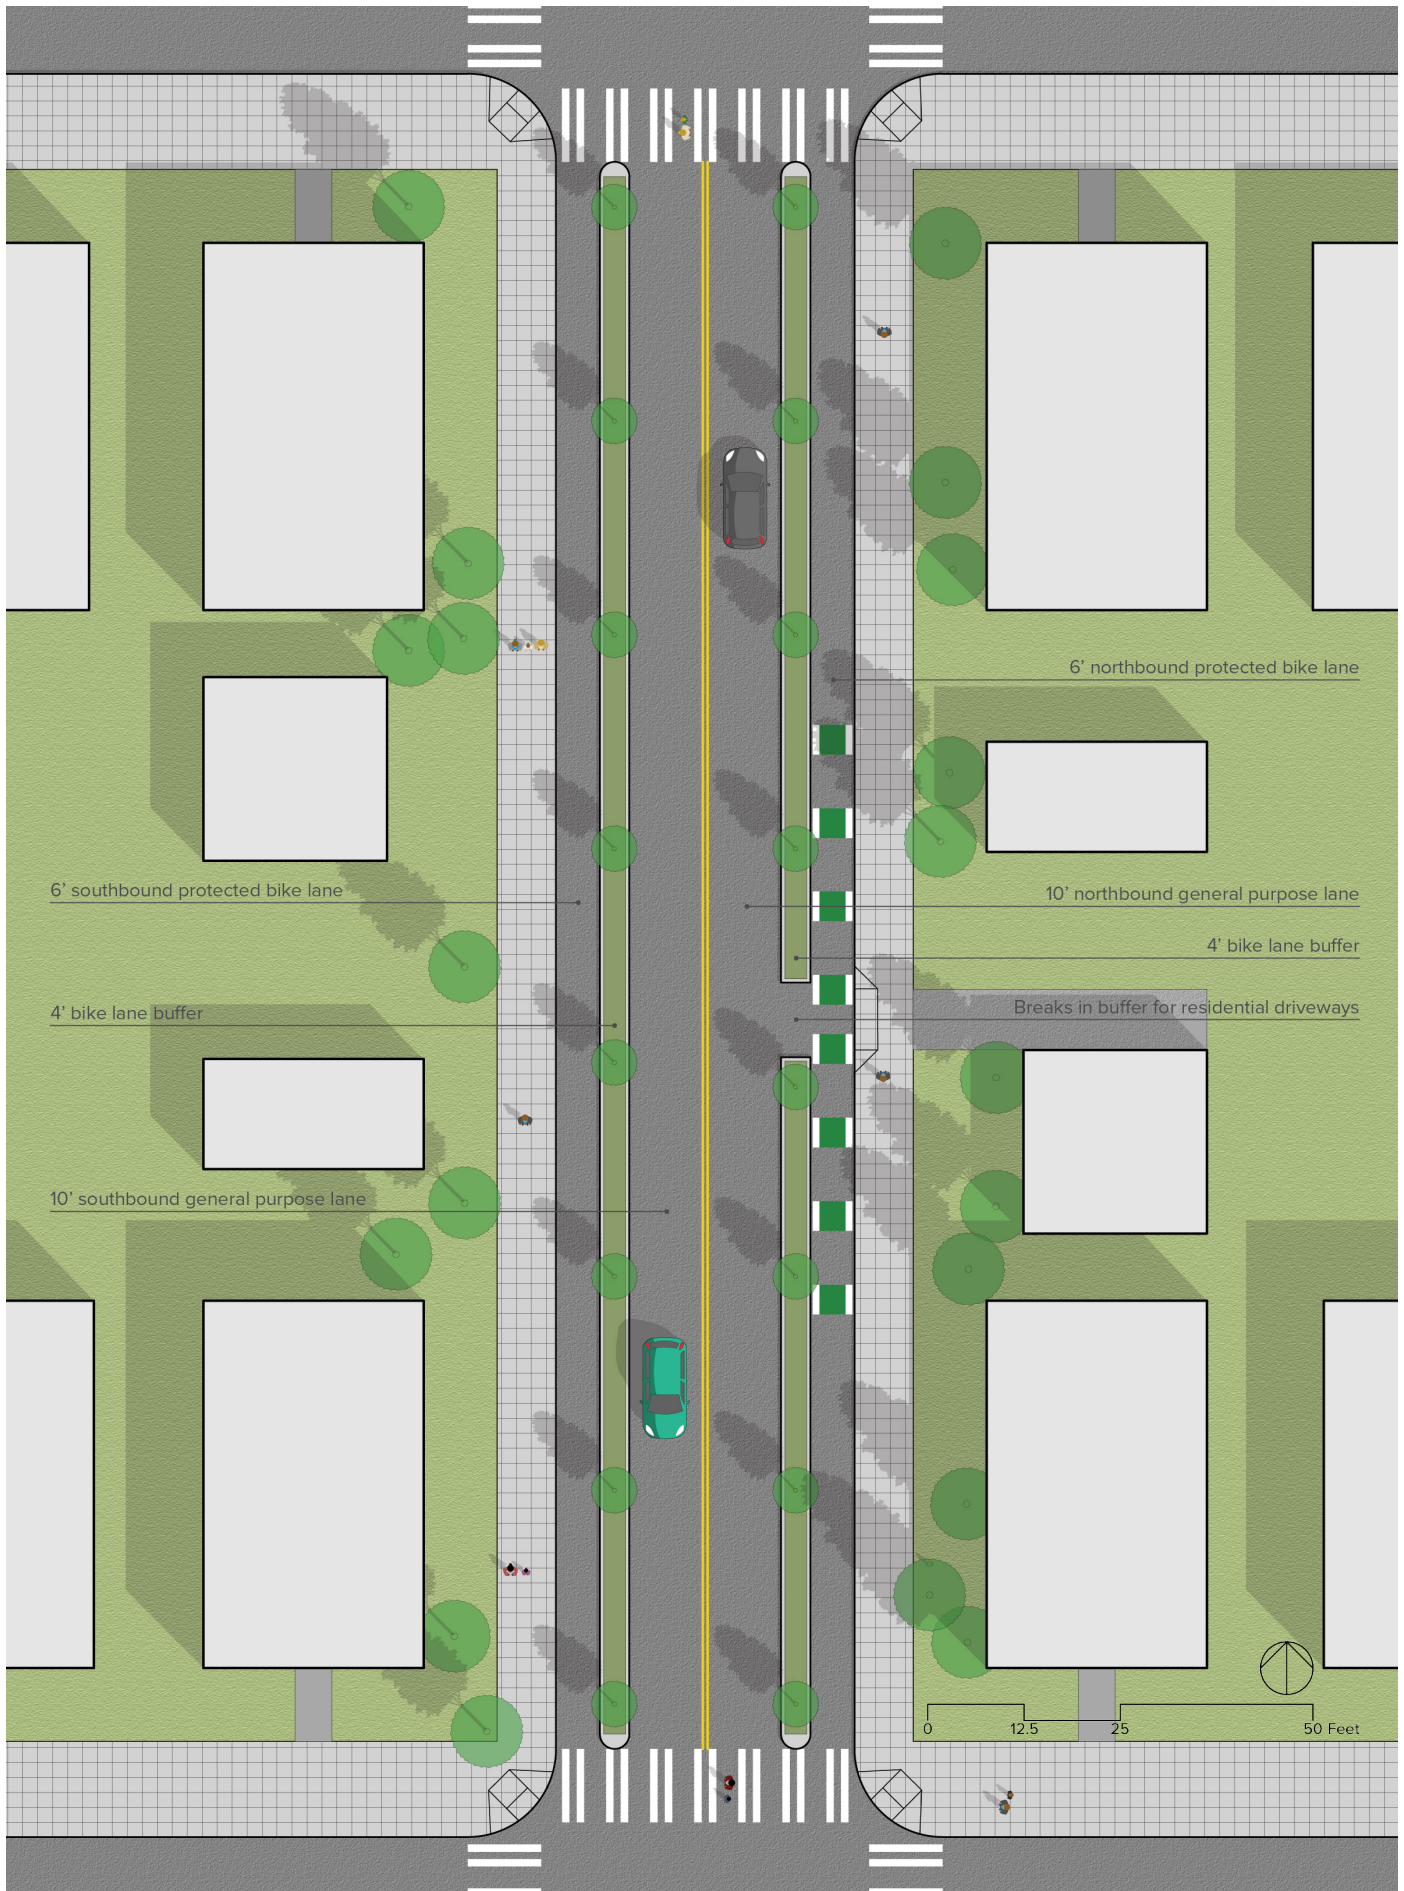 6’ northbound protected bike lane
6’ southbound protected bike lane
10’ northbound general purpose lane
4’ bike lane buffer
4’ bike lane buffer
Breaks in buffer for residential driveways
10’ southbound general purpose lane
0 12.5 25 50 Feet